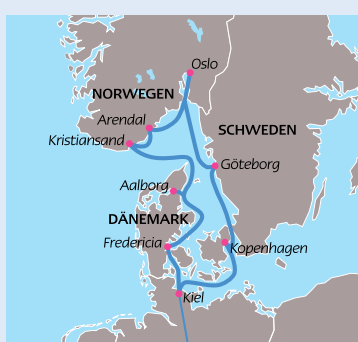 Oslo
NORWEGEN
Arendal
SCHWEDEN
Kristiansand
Göteborg
Aalborg
DÄNEMARK
Fredericia
Kopenhagen
Kiel